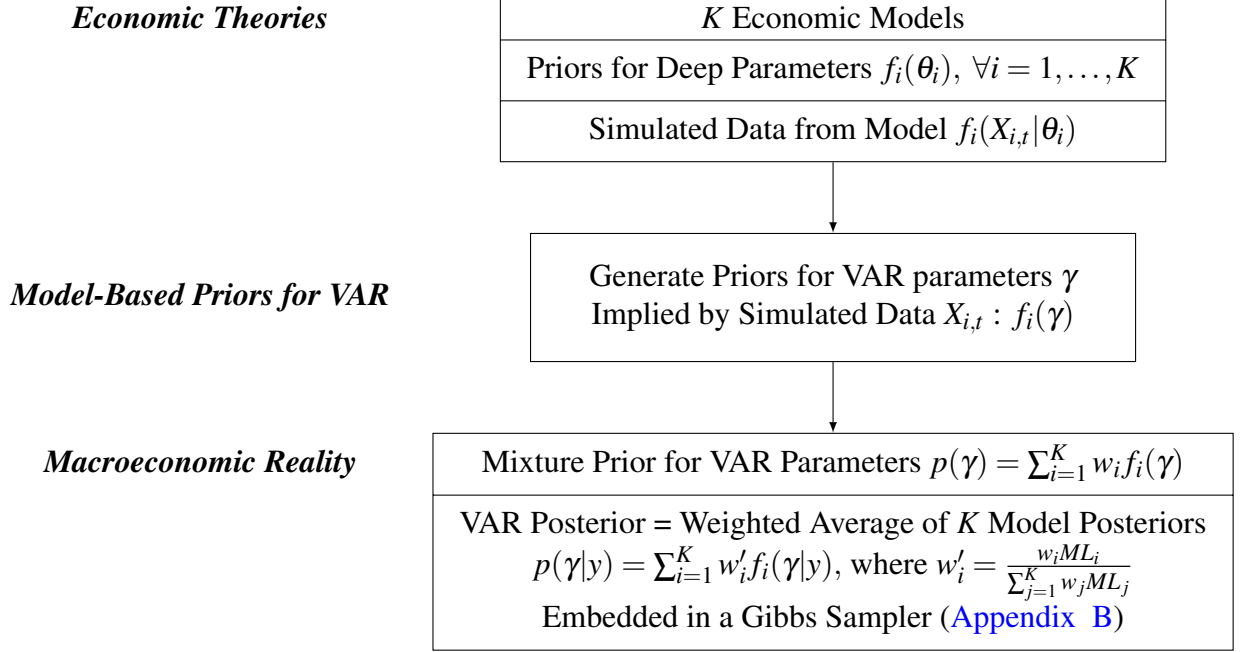 Economic Theories
K Economic Models
Priors for Deep Parameters f_i(θ_i), ∀i = 1,...,K
Simulated Data from Model f_i(X_{i,t}|θ_i)
Model-Based Priors for VAR
Generate Priors for VAR parameters γ
Implied by Simulated Data X_{i,t} : f_i(γ)
Macroeconomic Reality
Mixture Prior for VAR Parameters p(γ) = ∑_{i=1}^K w_i f_i(γ)
VAR Posterior = Weighted Average of K Model Posteriors
p(γ|y) = ∑_{i=1}^K w'_i f_i(γ|y), where w'_i = \frac{w_i ML_i}{∑_{j=1}^K w_j ML_j}
Embedded in a Gibbs Sampler (Appendix B)